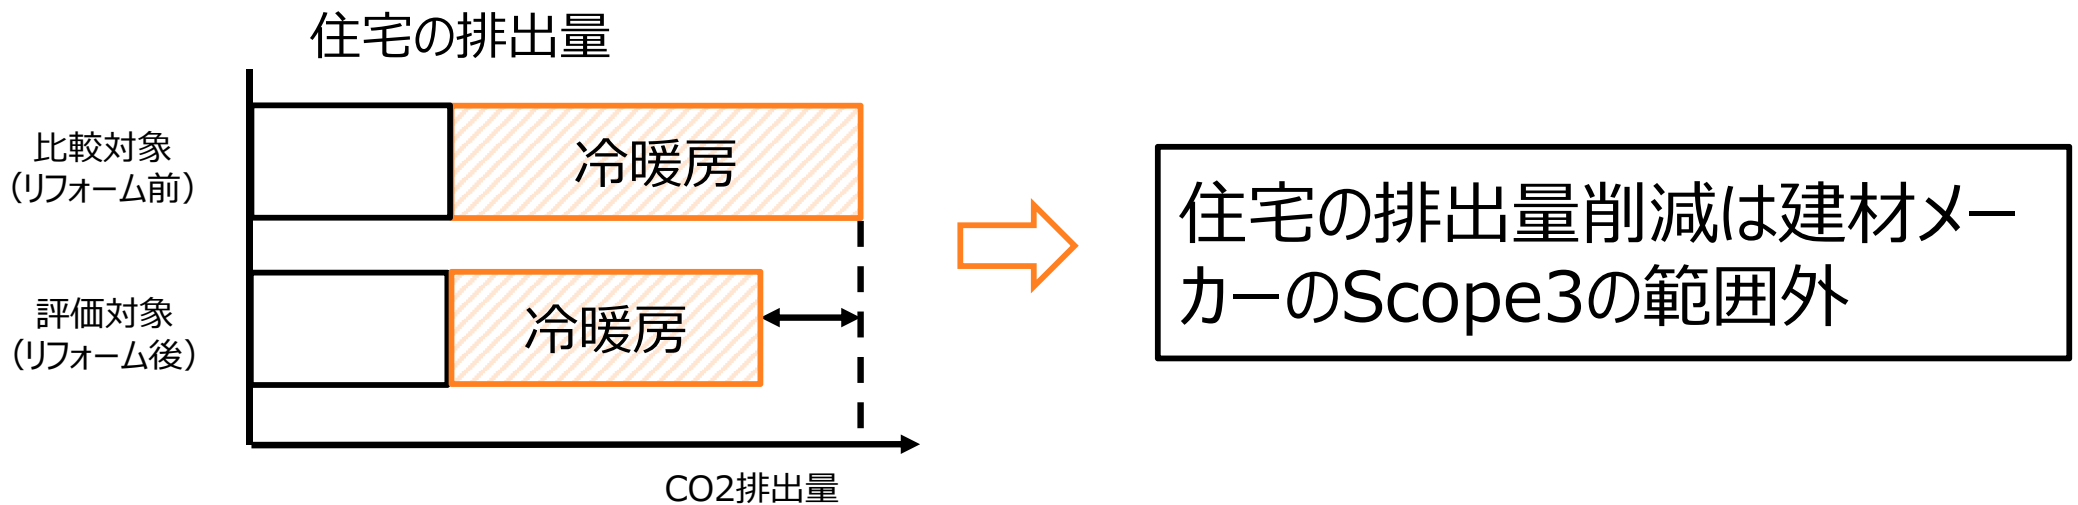 住宅の排出量
比較対象
（リフォーム前）
冷暖房
評価対象
（リフォーム後）
冷暖房
CO2排出量
住宅の排出量削減は建材メー
カーのScope3の範囲外